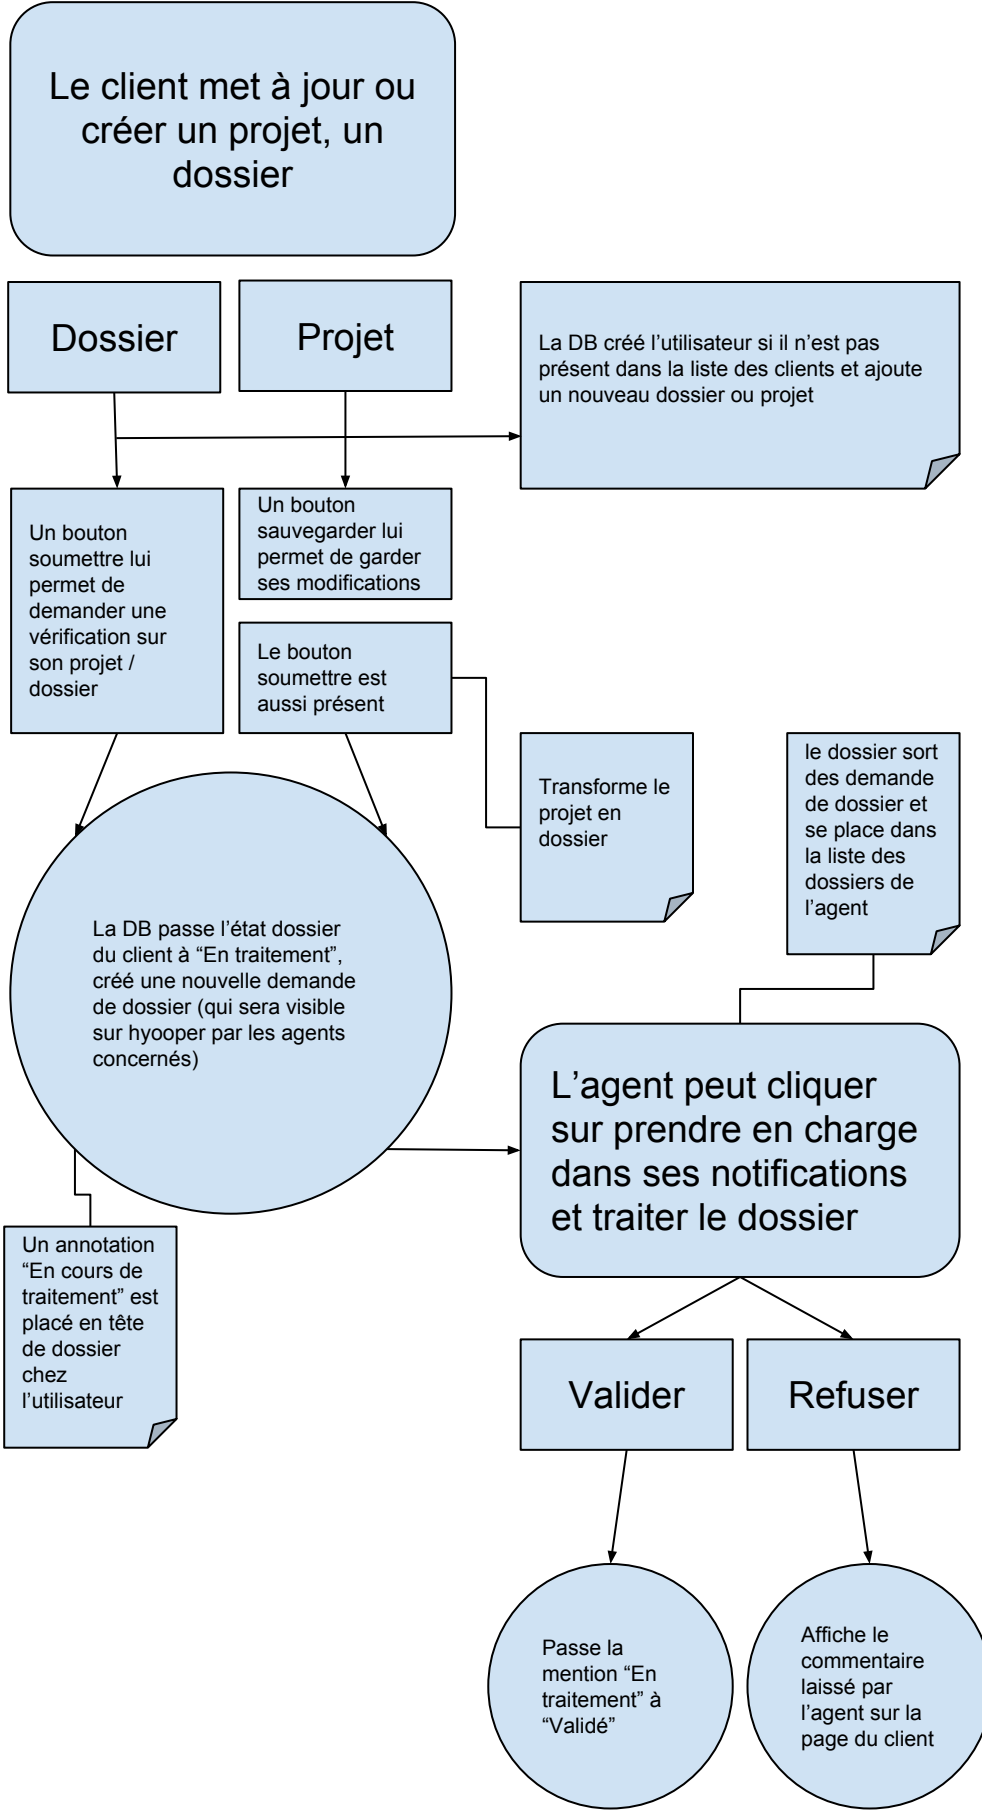 Le client met à jour ou
créer un projet, un
dossier
Dossier
Projet
La DB créé l’utilisateur si il n’est pas
présent dans la liste des clients et ajoute
un nouveau dossier ou projet
Un bouton
soumettre lui
permet de
demander une
vérification sur
son projet /
dossier
Un bouton
sauvegarder lui
permet de garder
ses modifications
Le bouton
soumettre est
aussi présent
Transforme le
projet en
dossier
le dossier sort
des demande
de dossier et
se place dans
la liste des
dossiers de
l’agent
La DB passe l’état dossier
du client à “En traitement”,
créé une nouvelle demande
de dossier (qui sera visible
sur hyooper par les agents
concernés)
L’agent peut cliquer
sur prendre en charge
dans ses notifications
et traiter le dossier
Un annotation
“En cours de
traitement” est
placé en tête
de dossier
chez
l’utilisateur
Valider
Refuser
Passe la
mention “En
traitement” à
“Validé”
Affiche le
commentaire
laissé par
l’agent sur la
page du client